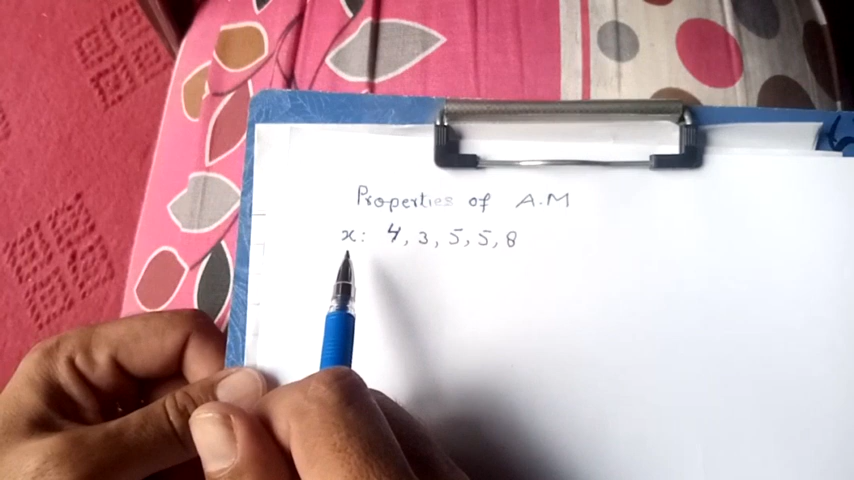 Properties of A.M
x: 4, 3, 5, 5, 8